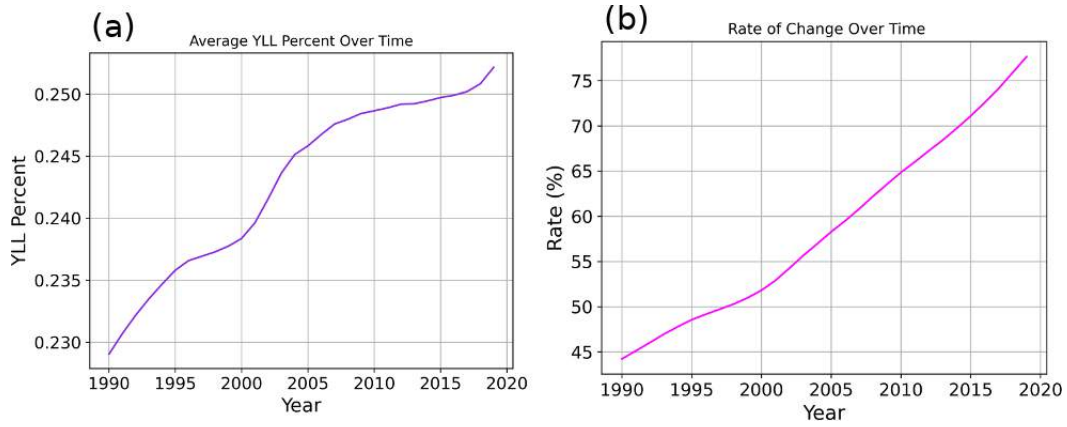 (a)
Average YLL Percent Over Time
YLL Percent
0.250
0.245
0.240
0.235
0.230
1990 1995 2000 2005 2010 2015 2020
Year
(b)
Rate of Change Over Time
Rate (%)
75
70
65
60
55
50
45
1990 1995 2000 2005 2010 2015 2020
Year